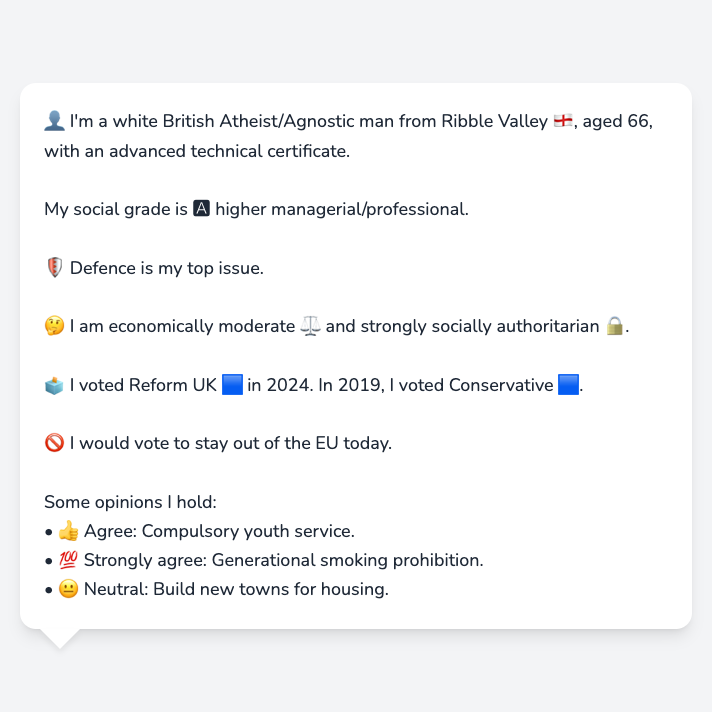 👤 I'm a white British Atheist/Agnostic man from Ribble Valley 🏴󠁧󠁢󠁥󠁮󠁧󠁿, aged 66,
with an advanced technical certificate.
My social grade is 🅰 higher managerial/professional.
🛡️ Defence is my top issue.
🤔 I am economically moderate ⚖️ and strongly socially authoritarian 🔒.
🗳️ I voted Reform UK 🟦 in 2024. In 2019, I voted Conservative 🟦.
🚫 I would vote to stay out of the EU today.
Some opinions I hold:
• 👍 Agree: Compulsory youth service.
• 💯 Strongly agree: Generational smoking prohibition.
• 😐 Neutral: Build new towns for housing.